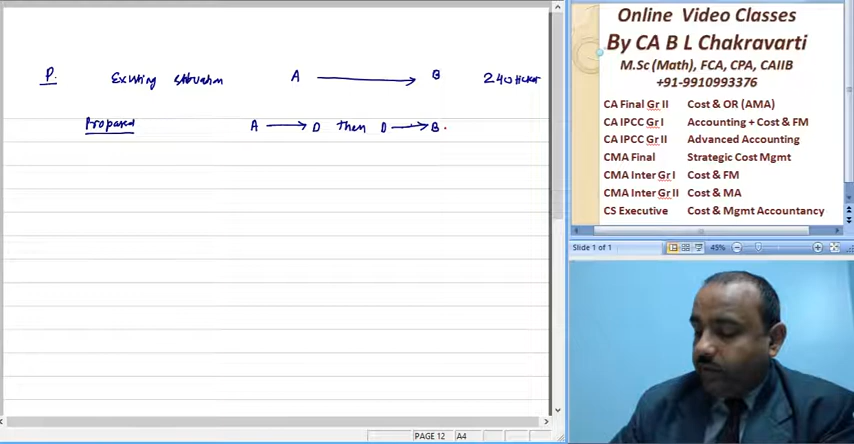 P. Existing situation A → B 240 ticket
Proposed A → D then D → B.
PAGE 12 A4
Online Video Classes
By CA B L Chakravarti
M.Sc (Math), FCA, CPA, CAIIB
+91-9910993376
CA Final Gr II Cost & OR (AMA)
CA IPCC Gr I Accounting + Cost & FM
CA IPCC Gr II Advanced Accounting
CMA Final Strategic Cost Mgmt
CMA Inter Gr I Cost & FM
CMA Inter Gr II Cost & MA
CS Executive Cost & Mgmt Accountancy
Slide 1 of 1 45%